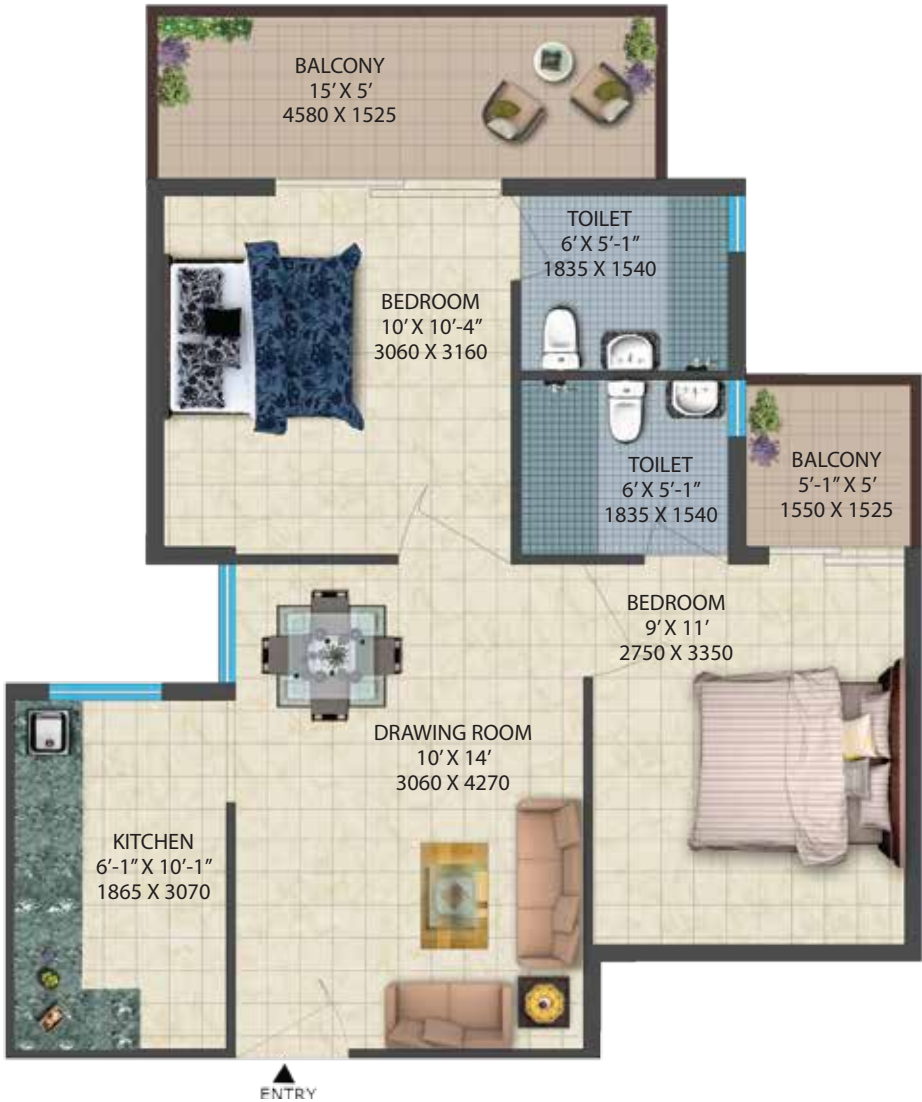 BALCONY
15’ X 5’
4580 X 1525
TOILET
6’ X 5’-1”
1835 X 1540
BEDROOM
10’ X 10’-4”
3060 X 3160
TOILET
6’ X 5’-1”
1835 X 1540
BALCONY
5’-1” X 5’
1550 X 1525
BEDROOM
9’ X 11’
2750 X 3350
DRAWING ROOM
10’ X 14’
3060 X 4270
KITCHEN
6’-1” X 10’-1”
1865 X 3070
ENTRY